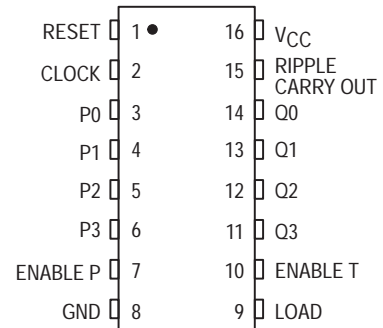 RESET 1 16 VCC
CLOCK 2 15 RIPPLE
CARRY OUT
P0 3 14 Q0
P1 4 13 Q1
P2 5 12 Q2
P3 6 11 Q3
ENABLE P 7 10 ENABLE T
GND 8 9 LOAD